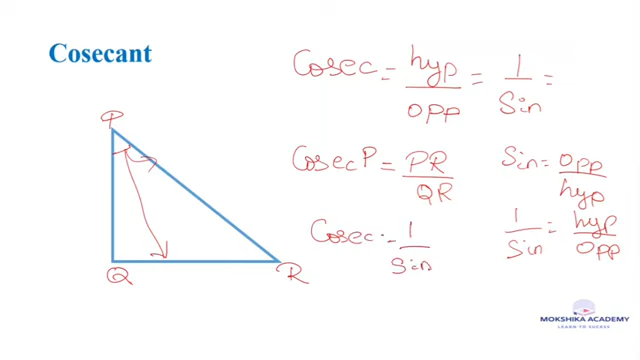 Cosecant
Cosec = hyp/opp = 1/Sin =
P
Cosec P = PR/QR
Sin = opp/hyp
Cosec = 1/Sin
1/Sin = hyp/opp
Q
R
MOKSHIKA ACADEMY
LEARN TO SUCCESS